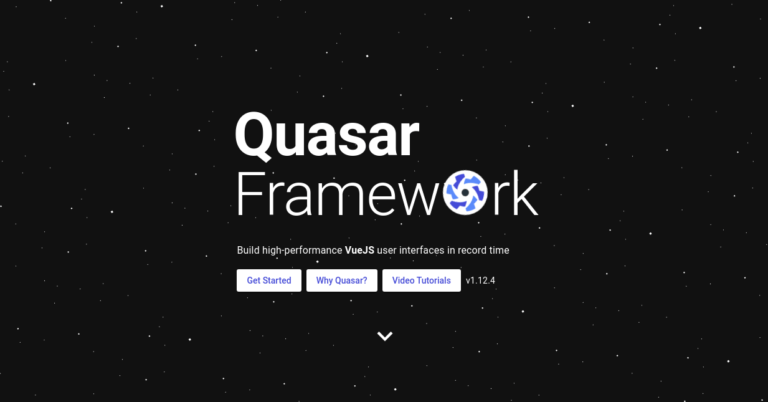 Quasar
Framework
Build high-performance VueJS user interfaces in record time
Get Started Why Quasar? Video Tutorials v1.12.4